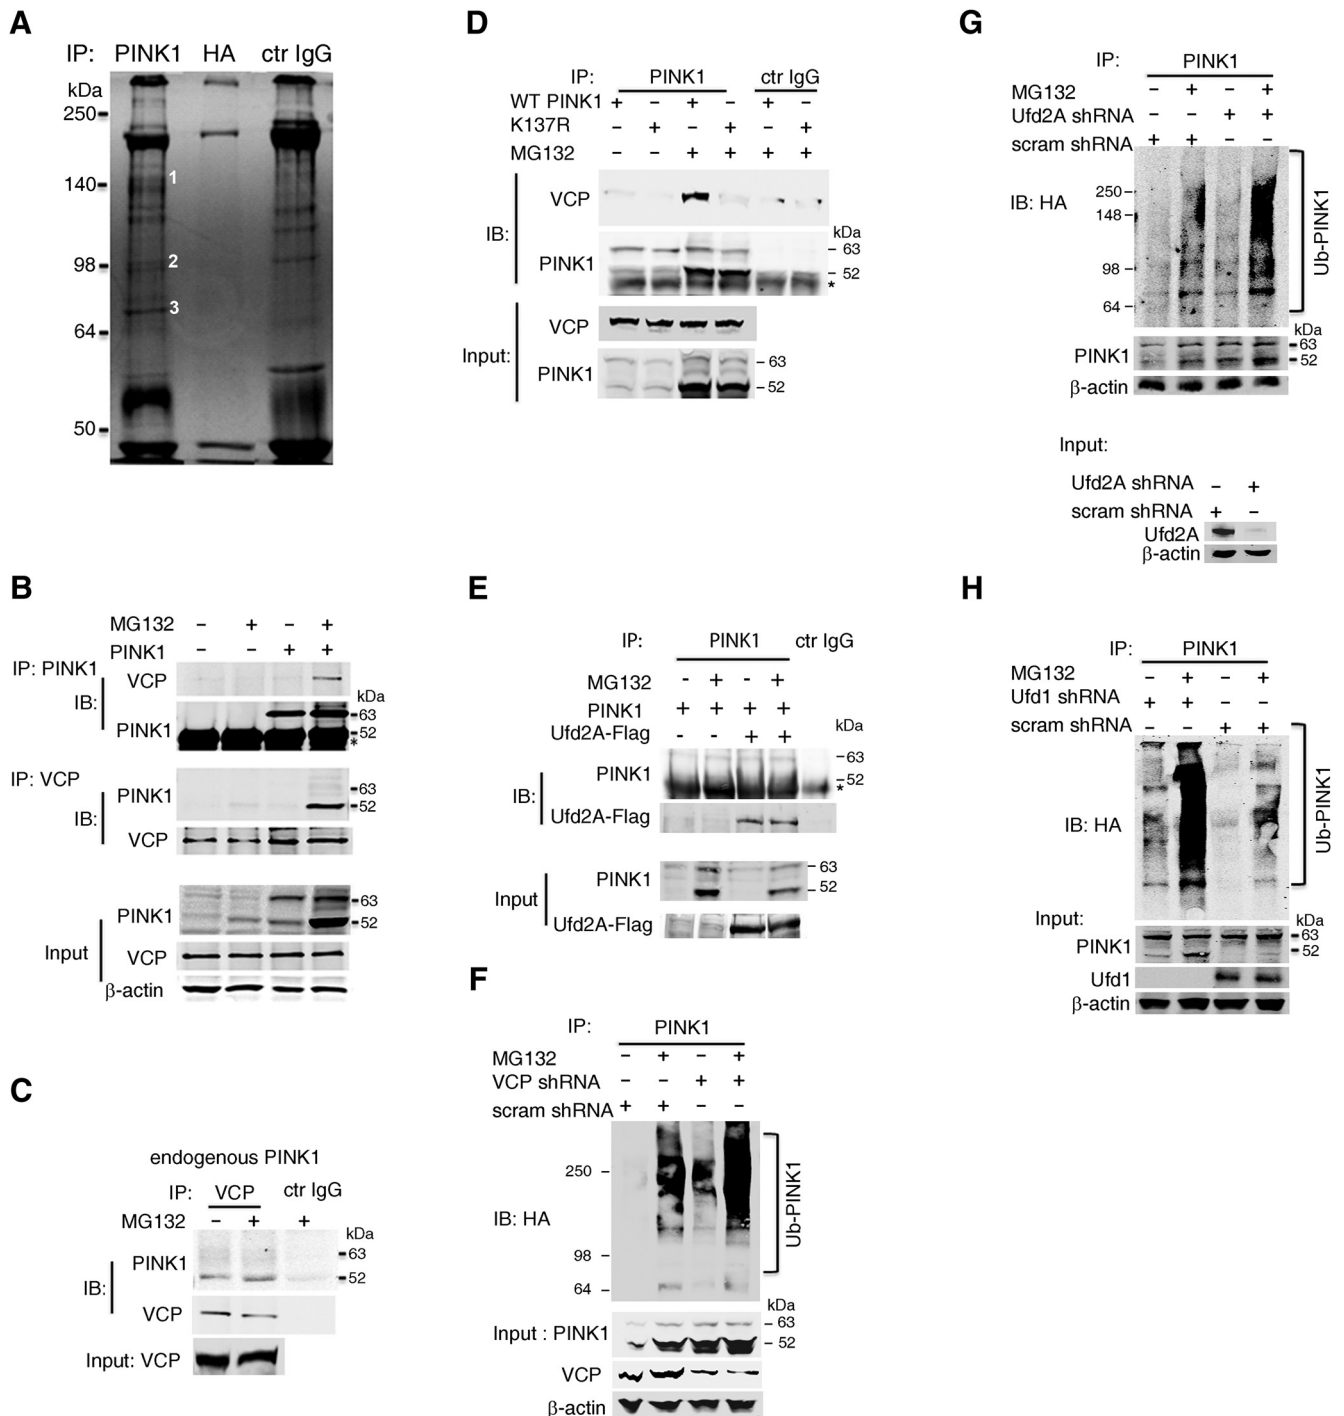 A
IP: PINK1 HA ctr IgG
kDa
250
1
140
2
98
3
64
50
B
MG132 – + – +
PINK1 – – + +
IP: PINK1
IB:
VCP
kDa
PINK1
63
52
*
IP: VCP
IB:
PINK1
63
52
VCP
Input
PINK1
63
52
VCP
β-actin
C
endogenous PINK1
IP: VCP ctr IgG
MG132 – + +
kDa
IB:
PINK1
63
52
VCP
Input: VCP
D
IP: PINK1 ctr IgG
WT PINK1 + – + – + –
K137R – + – + – +
MG132 – – + + + +
IB:
VCP
kDa
PINK1
63
52
*
Input:
VCP
PINK1
63
52
E
IP: PINK1 ctr IgG
MG132 - + - +
PINK1 + + + +
Ufd2A-Flag + +
kDa
IB:
PINK1
63
52
*
Ufd2A-Flag
Input
PINK1
63
52
Ufd2A-Flag
F
IP: PINK1
MG132 – + – +
VCP shRNA – – + +
scram shRNA + + – –
250
IB: HA
98
64
Ub-PINK1
kDa
Input : PINK1
63
52
VCP
β-actin
G
IP: PINK1
MG132 – + – +
Ufd2A shRNA – – + +
scram shRNA + + – –
IB: HA
250
148
98
64
Ub-PINK1
kDa
PINK1
63
52
β-actin
Input:
Ufd2A shRNA – +
scram shRNA + –
Ufd2A
β-actin
H
IP: PINK1
MG132 – + – +
Ufd1 shRNA + + – –
scram shRNA – – + +
IB: HA
Ub-PINK1
Input:
kDa
PINK1
63
52
Ufd1
β-actin